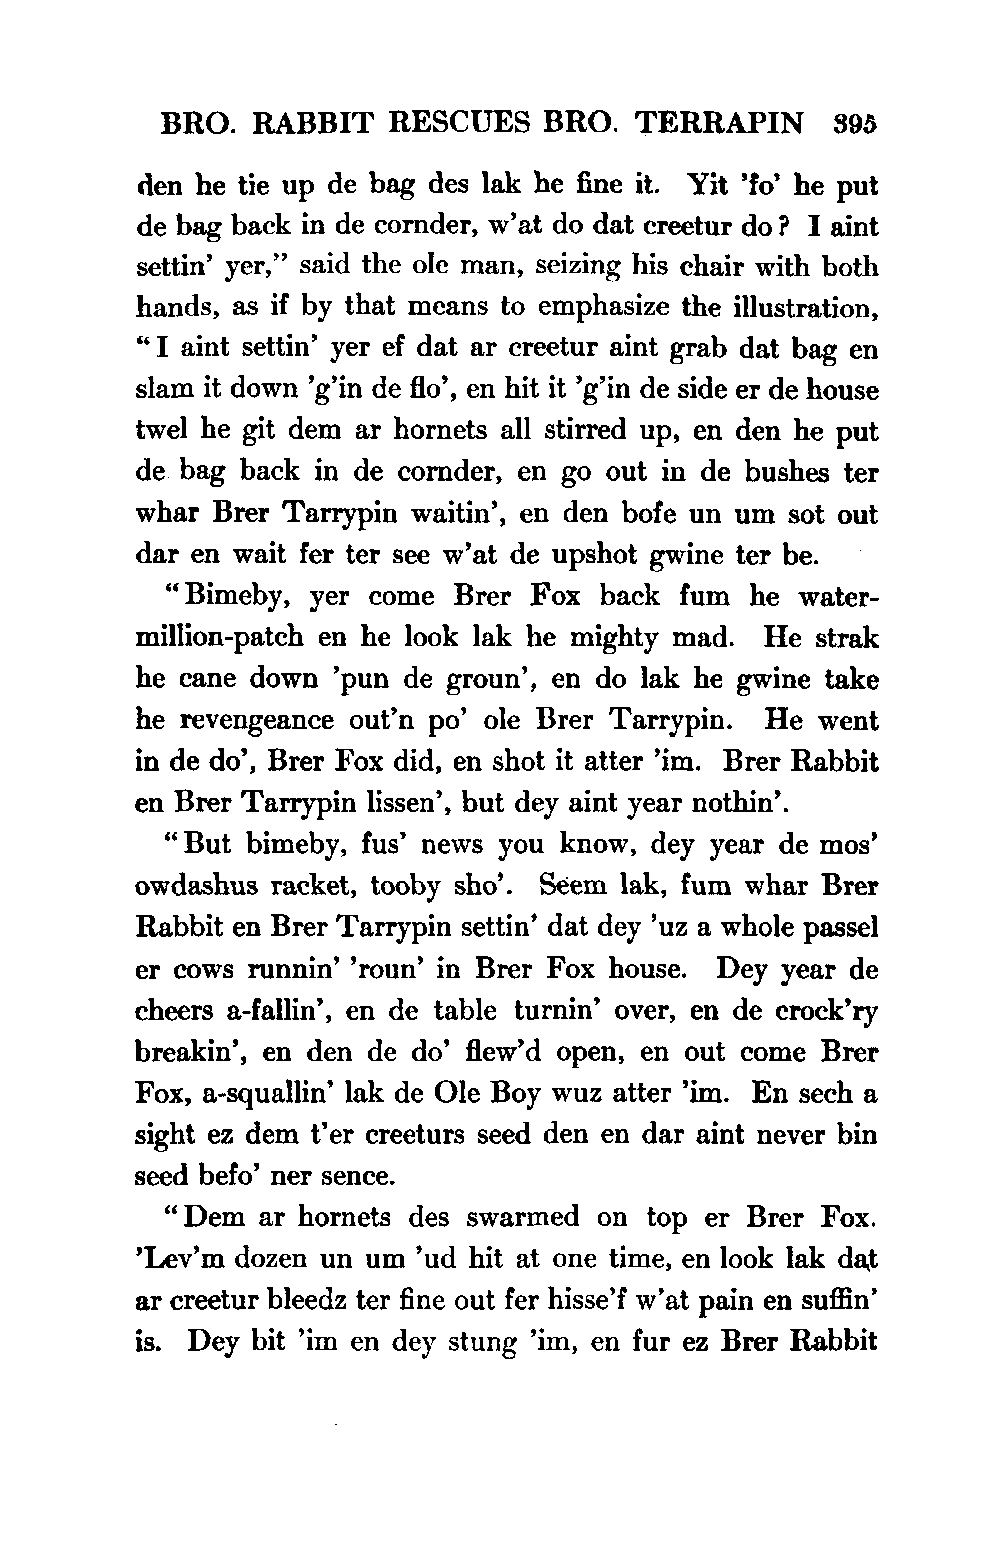 BRO. RABBIT RESCUES BRO. TERRAPIN 395
den he tie up de bag des lak he fine it. Yit 'fo' he put
de bag back in de cornder, w'at do dat creetur do? I aint
settin' yer," said the ole man, seizing his chair with both
hands, as if by that means to emphasize the illustration,
"I aint settin' yer ef dat ar creetur aint grab dat bag en
slam it down 'g'in de flo', en hit it 'g'in de side er de house
twel he git dem ar hornets all stirred up, en den he put
de bag back in de cornder, en go out in de bushes ter
whar Brer Tarrypin waitin', en den bofe un um sot out
dar en wait fer ter see w'at de upshot gwine ter be.
"Bimeby, yer come Brer Fox back fum he water-
million-patch en he look lak he mighty mad. He strak
he cane down 'pun de groun', en do lak he gwine take
he revengeance out'n po' ole Brer Tarrypin. He went
in de do', Brer Fox did, en shot it atter 'im. Brer Rabbit
en Brer Tarrypin lissen', but dey aint year nothin'.
"But bimeby, fus' news you know, dey year de mos'
owdashus racket, tooby sho'. Seem lak, fum whar Brer
Rabbit en Brer Tarrypin settin' dat dey 'uz a whole passel
er cows runnin' 'roun' in Brer Fox house. Dey year de
cheers a-fallin', en de table turnin' over, en de crock'ry
breakin', en den de do' flew'd open, en out come Brer
Fox, a-squallin' lak de Ole Boy wuz atter 'im. En sech a
sight ez dem t'er creeturs seed den en dar aint never bin
seed befo' ner sence.
"Dem ar hornets des swarmed on top er Brer Fox.
'Lev'm dozen un um 'ud hit at one time, en look lak dat
ar creetur bleedz ter fine out fer hisse'f w'at pain en suffin'
is. Dey bit 'im en dey stung 'im, en fur ez Brer Rabbit